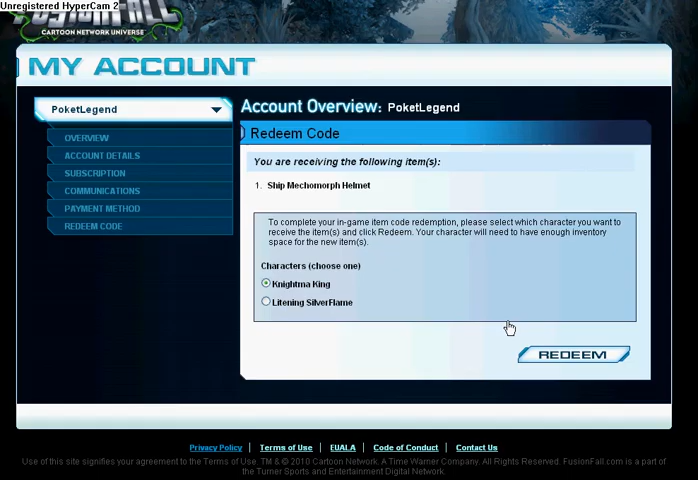 Unregistered HyperCam 2
FusionFall
CARTOON NETWORK UNIVERSE
MY ACCOUNT
PoketLegend
OVERVIEW
ACCOUNT DETAILS
SUBSCRIPTION
COMMUNICATIONS
PAYMENT METHOD
REDEEM CODE
Account Overview: PoketLegend
Redeem Code
You are receiving the following item(s):
1. Ship Mechomorph Helmet
To complete your in-game item code redemption, please select which character you want to
receive the item(s) and click Redeem. Your character will need to have enough inventory
space for the new item(s).
Characters (choose one)
Knightma King
Litening SilverFlame
REDEEM
Privacy Policy Terms of Use EUALA Code of Conduct Contact Us
Use of this site signifies your agreement to the Terms of Use. TM & © 2010 Cartoon Network. A Time Warner Company. All Rights Reserved. FusionFall.com is a part of
the Turner Sports and Entertainment Digital Network.